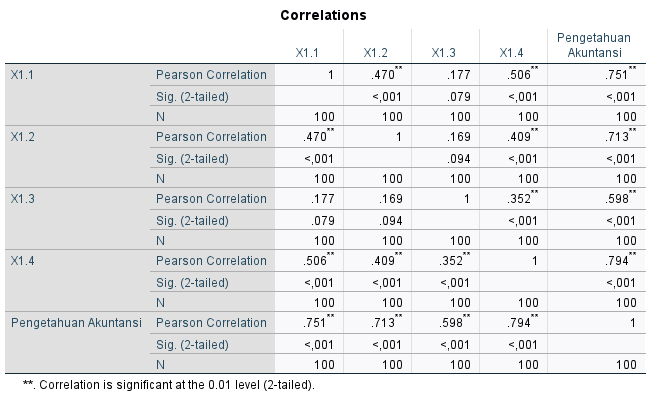 Correlations
X1.1 X1.2 X1.3 X1.4 Pengetahuan Akuntansi
X1.1 Pearson Correlation 1 .470** .177 .506** .751**
Sig. (2-tailed) <,001 .079 <,001 <,001
N 100 100 100 100 100
X1.2 Pearson Correlation .470** 1 .169 .409** .713**
Sig. (2-tailed) <,001 .094 <,001 <,001
N 100 100 100 100 100
X1.3 Pearson Correlation .177 .169 1 .352** .598**
Sig. (2-tailed) .079 .094 <,001 <,001
N 100 100 100 100 100
X1.4 Pearson Correlation .506** .409** .352** 1 .794**
Sig. (2-tailed) <,001 <,001 <,001 <,001
N 100 100 100 100 100
Pengetahuan Akuntansi Pearson Correlation .751** .713** .598** .794** 1
Sig. (2-tailed) <,001 <,001 <,001 <,001
N 100 100 100 100 100
**. Correlation is significant at the 0.01 level (2-tailed).